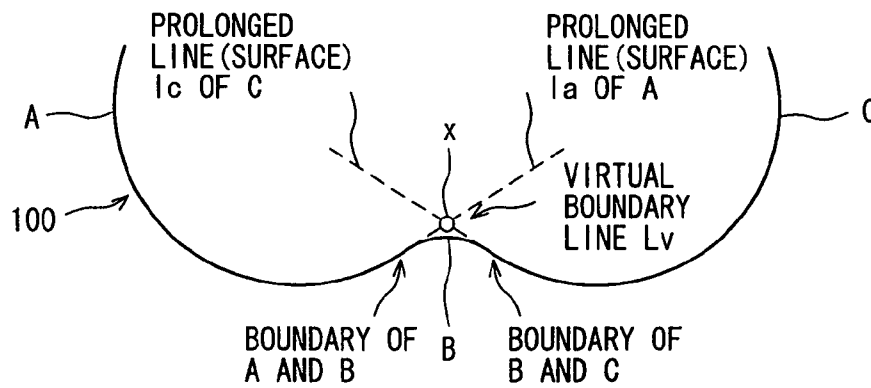 PROLONGED
LINE(SURFACE)
lc OF C
PROLONGED
LINE(SURFACE)
la OF A
A
x
C
VIRTUAL
BOUNDARY
LINE Lv
100
BOUNDARY OF
A AND B
B
BOUNDARY OF
B AND C